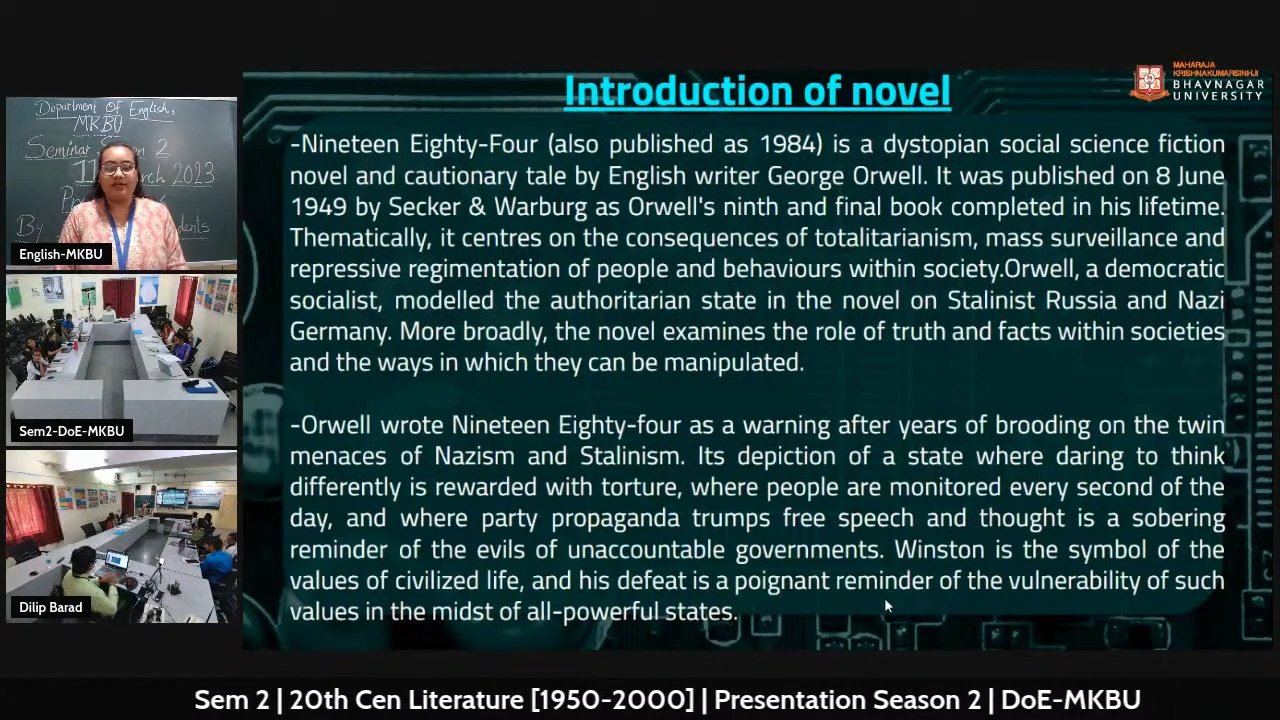 Introduction of novel
MAHARAJA
KRISHNAKUMARSINHJI
BHAVNAGAR
UNIVERSITY
-Nineteen Eighty-Four (also published as 1984) is a dystopian social science fiction
novel and cautionary tale by English writer George Orwell. It was published on 8 June
1949 by Secker & Warburg as Orwell's ninth and final book completed in his lifetime.
Thematically, it centres on the consequences of totalitarianism, mass surveillance and
repressive regimentation of people and behaviours within society.Orwell, a democratic
socialist, modelled the authoritarian state in the novel on Stalinist Russia and Nazi
Germany. More broadly, the novel examines the role of truth and facts within societies
and the ways in which they can be manipulated.
-Orwell wrote Nineteen Eighty-four as a warning after years of brooding on the twin
menaces of Nazism and Stalinism. Its depiction of a state where daring to think
differently is rewarded with torture, where people are monitored every second of the
day, and where party propaganda trumps free speech and thought is a sobering
reminder of the evils of unaccountable governments. Winston is the symbol of the
values of civilized life, and his defeat is a poignant reminder of the vulnerability of such
values in the midst of all-powerful states.
Department Of English,
MKBU
Seminar 2
11 2023
By
English-MKBU
Sem2-DoE-MKBU
Dilip Barad
Sem 2 | 20th Cen Literature [1950-2000] | Presentation Season 2 | DoE-MKBU